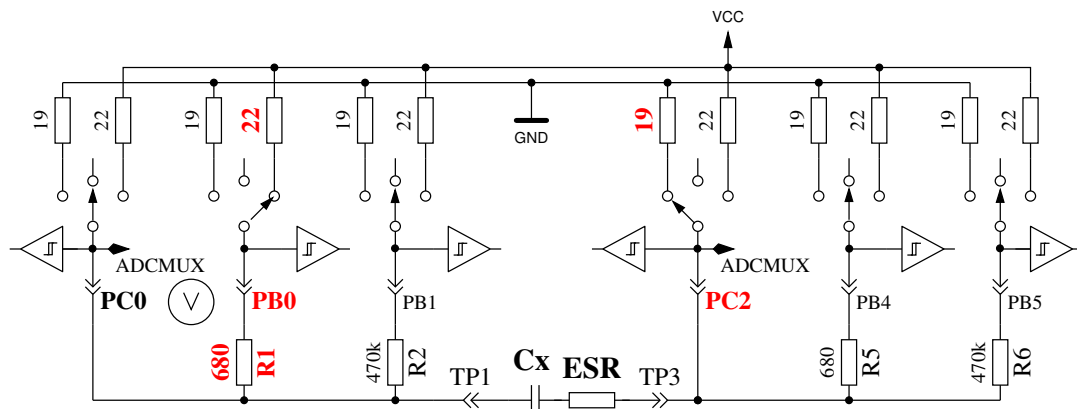 VCC
19
22
19
22
19
22
GND
19
22
19
22
19
22
ADCMUX
ADCMUX
PC0
V
PB0
PB1
PC2
PB4
PB5
680
R1
470k
R2
TP1
Cx
ESR
TP3
680
R5
470k
R6